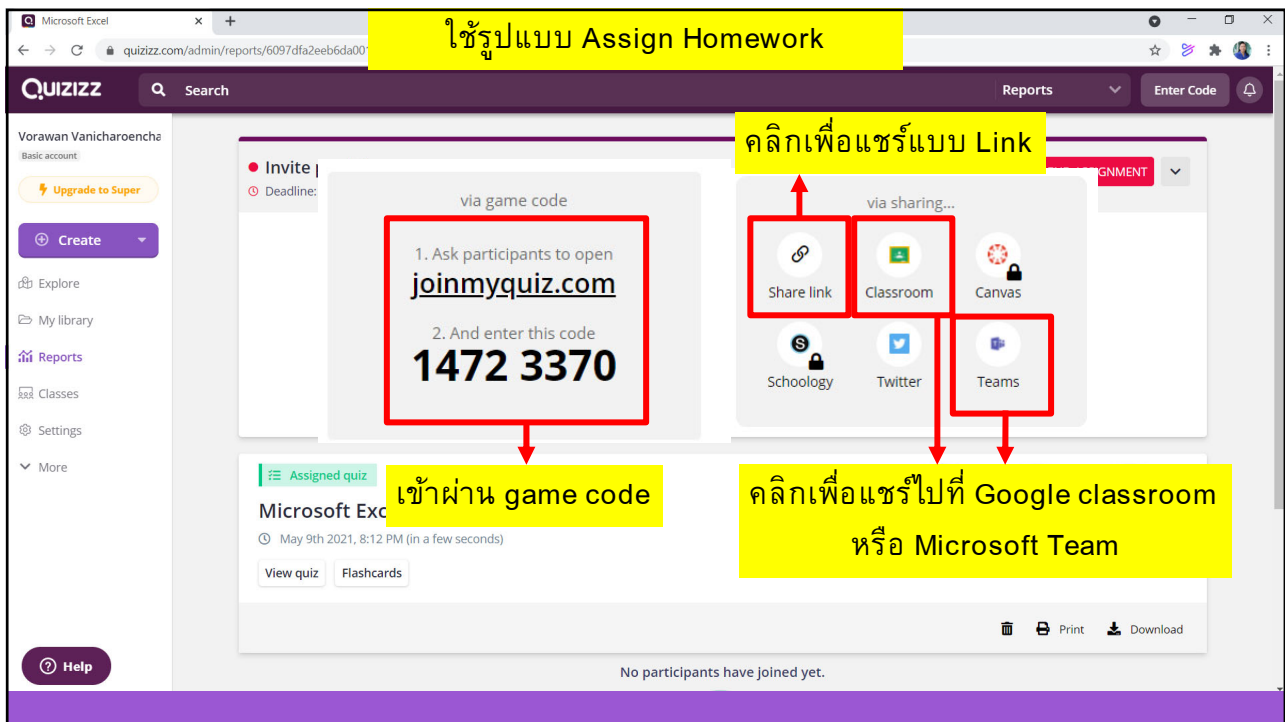 Microsoft Excel
ใช้รูปแบบ Assign Homework
quizizz.com/admin/reports/6097dfa2eeb6da00
QUIZIZZ
Search
Reports
Enter Code
Vorawan Vanicharoencha
Basic account
Upgrade to Super
Create
Explore
My library
Reports
Classes
Settings
More
Help
คลิกเพื่อแชร์แบบ Link
Invite
Deadline:
GNMENT
via game code
1. Ask participants to open
joinmyquiz.com
2. And enter this code
1472 3370
via sharing...
Share link
Classroom
Canvas
Schoology
Twitter
Teams
เข้าผ่าน game code
คลิกเพื่อแชร์ไปที่ Google classroom
หรือ Microsoft Team
Assigned quiz
Microsoft Exc
May 9th 2021, 8:12 PM (in a few seconds)
View quiz
Flashcards
Print
Download
No participants have joined yet.